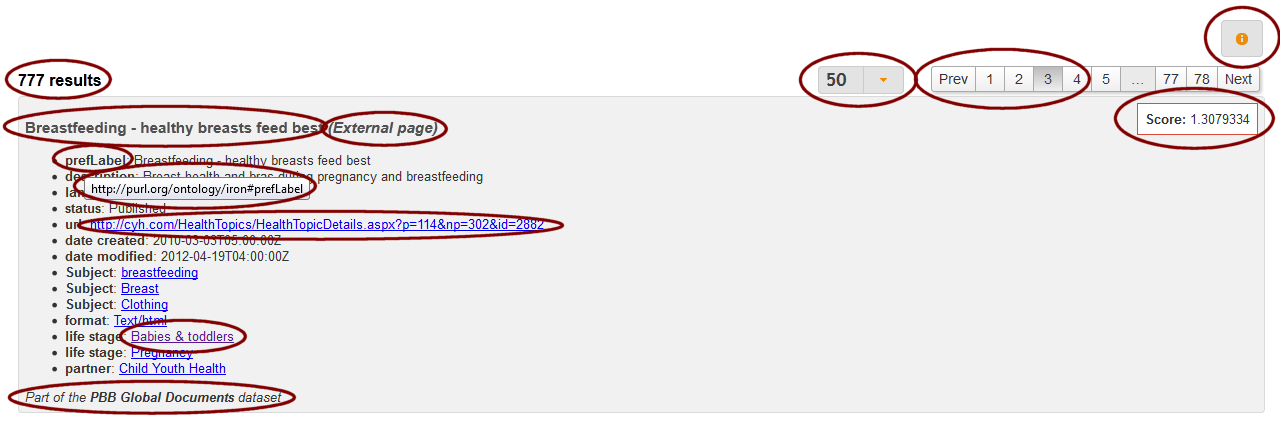 777 results
50
Prev 1 2 3 4 5 ... 77 78 Next
Breastfeeding - healthy breasts feed best (External page)
Score: 1.3079334
prefLabel: Breastfeeding - healthy breasts feed best
description: Breast health and bras during pregnancy and breastfeeding
http://purl.org/ontology/iron#prefLabel
status: Published
url: http://cyh.com/HealthTopics/HealthTopicDetails.aspx?p=114&np=302&id=2882
date created: 2010-03-03T05:00:00Z
date modified: 2012-04-19T04:00:00Z
Subject: breastfeeding
Subject: Breast
Subject: Clothing
format: Text/html
life stage: Babies & toddlers
life stage: Pregnancy
partner: Child Youth Health
Part of the PBB Global Documents dataset